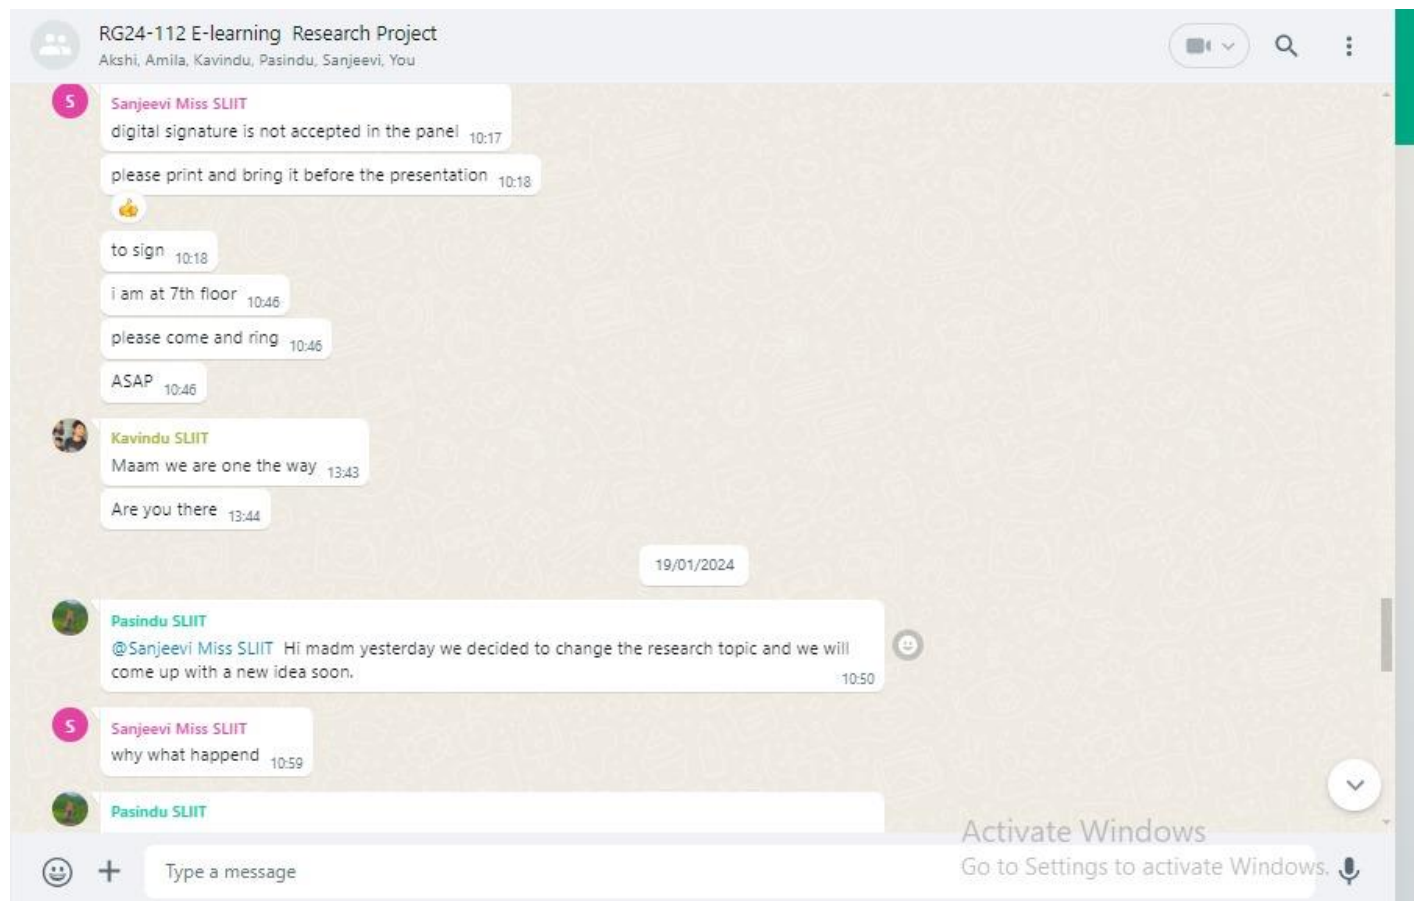 RG24-112 E-learning Research Project
Akshi, Amila, Kavindu, Pasindu, Sanjeevi, You
S
Sanjeevi Miss SLIIT
digital signature is not accepted in the panel 10:17
please print and bring it before the presentation 10:18
to sign 10:18
i am at 7th floor 10:46
please come and ring 10:46
ASAP 10:46
Kavindu SLIIT
Maam we are one the way 13:43
Are you there 13:44
19/01/2024
Pasindu SLIIT
@Sanjeevi Miss SLIIT Hi madm yesterday we decided to change the research topic and we will
come up with a new idea soon. 10:50
S
Sanjeevi Miss SLIIT
why what happend 10:59
Pasindu SLIIT
Activate Windows
Go to Settings to activate Windows.
Type a message